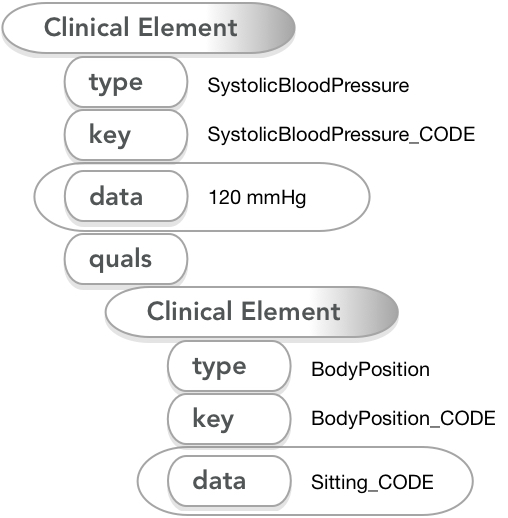 Clinical Element
type SystolicBloodPressure
key SystolicBloodPressure_CODE
data 120 mmHg
quals
Clinical Element
type BodyPosition
key BodyPosition_CODE
data Sitting_CODE